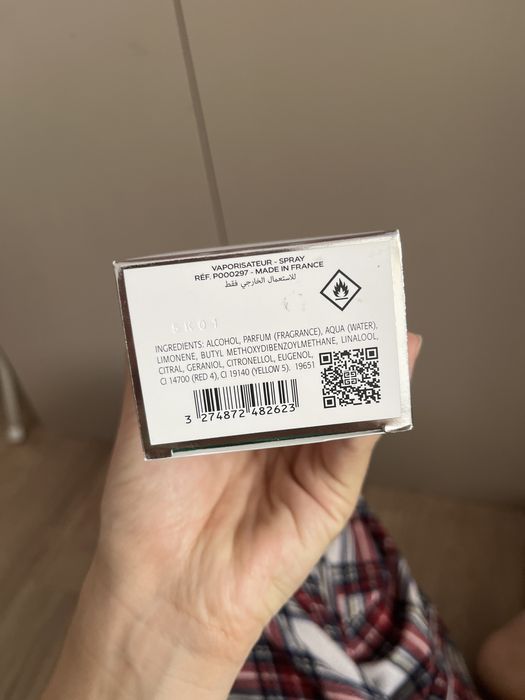 VAPORISATEUR - SPRAY
RÉF. P000297 - MADE IN FRANCE
للاستعمال الخارجي فقط
5K01
INGREDIENTS: ALCOHOL, PARFUM (FRAGRANCE), AQUA (WATER),
LIMONENE, BUTYL METHOXYDIBENZOYLMETHANE, LINALOOL,
CITRAL, GERANIOL, CITRONELLOL, EUGENOL,
CI 14700 (RED 4), CI 19140 (YELLOW 5). 19651
3 274872 482623